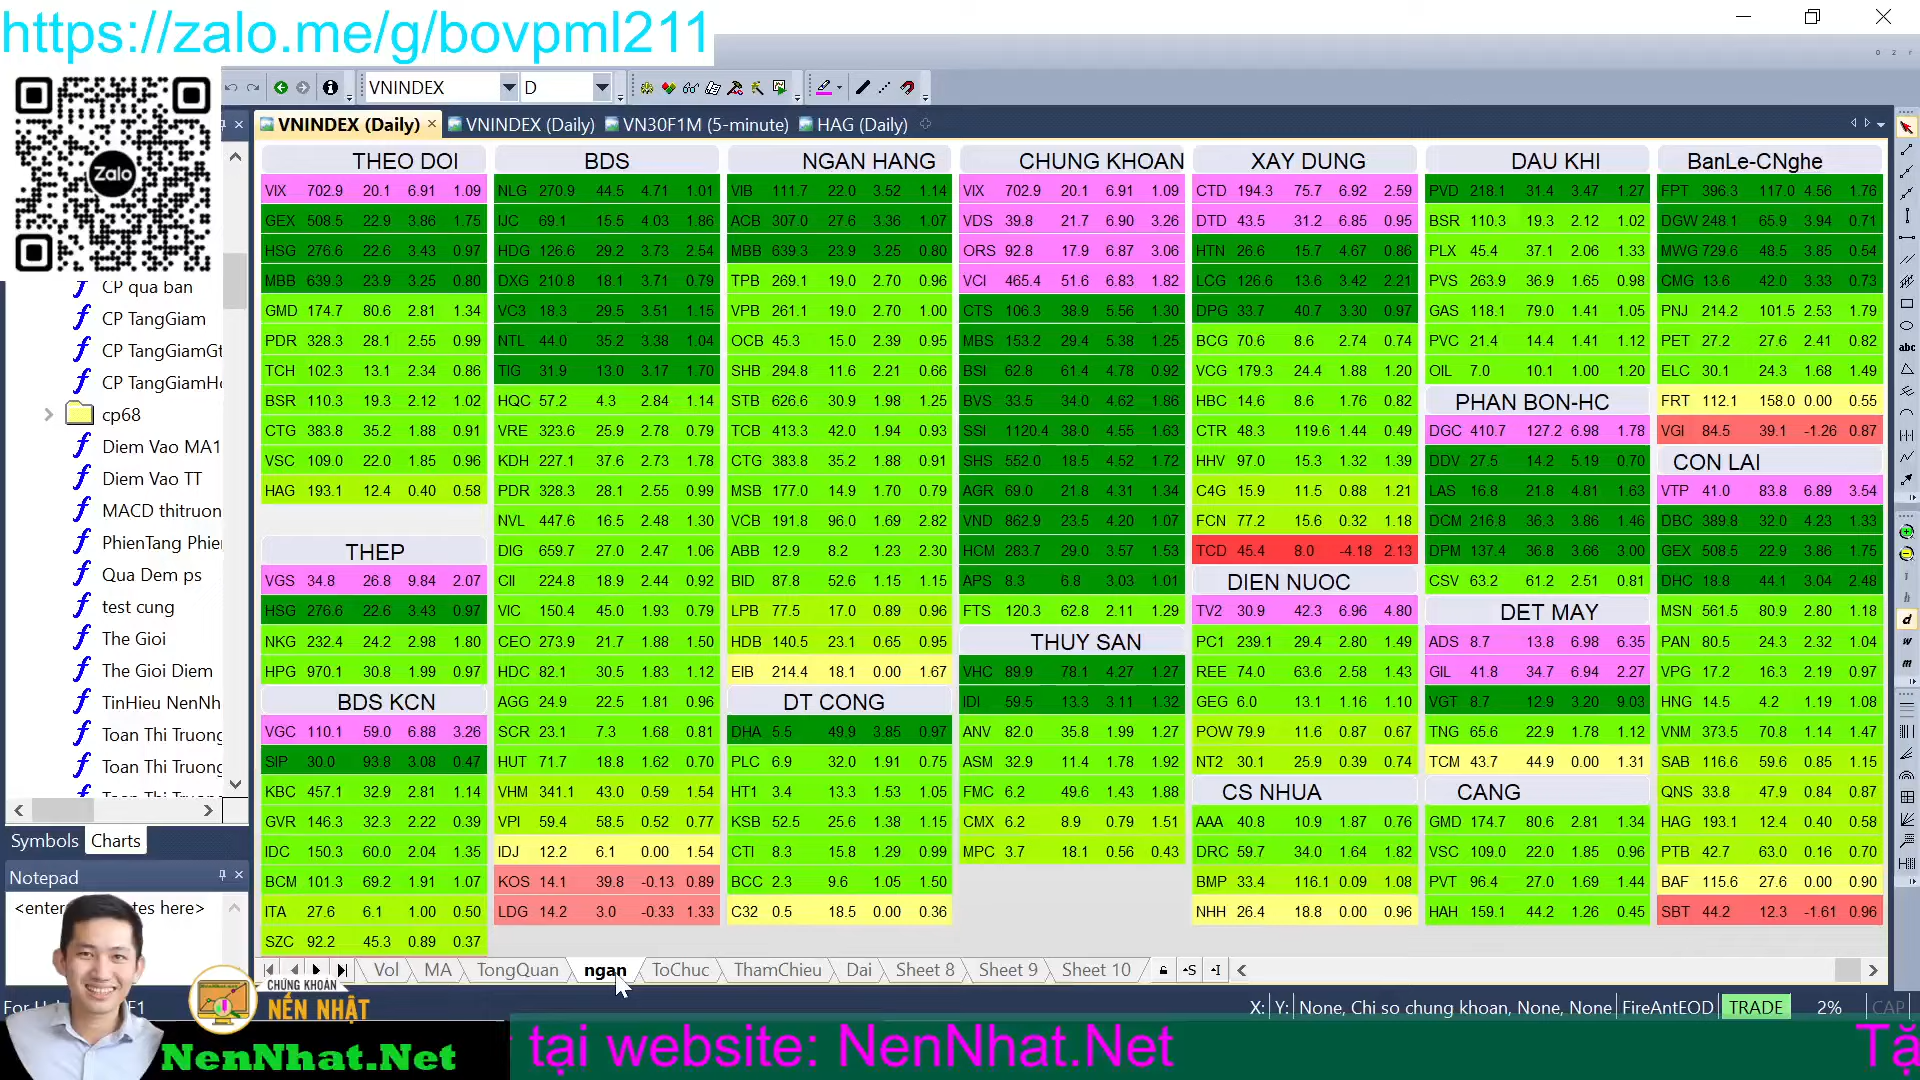 https://zalo.me/g/bovpml211
Zalo
VNINDEX D
VNINDEX (Daily) VNINDEX (Daily) VN30F1M (5-minute) HAG (Daily)
CP qua ban
CP TangGiam
CP TangGiamGt
CP TangGiamHo
cp68
Diem Vao MA1
Diem Vao TT
MACD thitruon
PhienTang Phier
Qua Dem ps
test cung
The Gioi
The Gioi Diem
TinHieu NenNh
Toan Thi Truong
Toan Thi Truong
Symbols Charts
Notepad
THEO DOI
VIX 702.9 20.1 6.91 1.09
GEX 508.5 22.9 3.86 1.75
HSG 276.6 22.6 3.43 0.97
MBB 639.3 23.9 3.25 0.80
GMD 174.7 80.6 2.81 1.34
PDR 328.3 28.1 2.55 0.99
TCH 102.3 13.1 2.34 0.86
BSR 110.3 19.3 2.12 1.02
CTG 383.8 35.2 1.88 0.91
VSC 109.0 22.0 1.85 0.96
HAG 193.1 12.4 0.40 0.58
THEP
VGS 34.8 26.8 9.84 2.07
HSG 276.6 22.6 3.43 0.97
NKG 232.4 24.2 2.98 1.80
HPG 970.1 30.8 1.99 0.97
BDS KCN
VGC 110.1 59.0 6.88 3.26
SIP 30.0 93.8 3.08 0.47
KBC 457.1 32.9 2.81 1.14
GVR 146.3 32.3 2.22 0.39
IDC 150.3 60.0 2.04 1.35
BCM 101.3 69.2 1.91 1.07
ITA 27.6 6.1 1.00 0.50
SZC 92.2 45.3 0.89 0.37
BDS
NLG 270.9 44.5 4.71 1.01
IJC 69.1 15.5 4.03 1.86
HDG 126.6 29.2 3.73 2.54
DXG 210.8 18.1 3.71 0.79
VC3 18.3 29.5 3.51 1.15
NTL 44.0 35.2 3.38 1.04
TIG 31.9 13.0 3.17 1.70
HQC 57.2 4.3 2.84 1.14
VRE 323.6 25.9 2.78 0.79
KDH 227.1 37.6 2.73 1.78
PDR 328.3 28.1 2.55 0.99
NVL 447.6 16.5 2.48 1.30
DIG 659.7 27.0 2.47 1.06
CII 224.8 18.9 2.44 0.92
VIC 150.4 45.0 1.93 0.79
CEO 273.9 21.7 1.88 1.50
HDC 82.1 30.5 1.83 1.12
AGG 24.9 22.5 1.81 0.96
SCR 23.1 7.3 1.68 0.81
HUT 71.7 18.8 1.62 0.70
VHM 341.1 43.0 0.59 1.54
VPI 59.4 58.5 0.52 0.77
IDJ 12.2 6.1 0.00 1.54
KOS 14.1 39.8 -0.13 0.89
LDG 14.2 3.0 -0.33 1.33
NGAN HANG
VIB 111.7 22.0 3.52 1.14
ACB 307.0 27.6 3.36 1.07
MBB 639.3 23.9 3.25 0.80
TPB 269.1 19.0 2.70 0.96
VPB 261.1 19.0 2.70 1.00
OCB 45.3 15.0 2.39 0.95
SHB 294.8 11.6 2.21 0.66
STB 626.6 30.9 1.98 1.25
TCB 413.3 42.0 1.94 0.93
CTG 383.8 35.2 1.88 0.91
MSB 177.0 14.9 1.70 0.79
VCB 191.8 96.0 1.69 2.82
ABB 12.9 8.2 1.23 2.30
BID 87.8 52.6 1.15 1.15
LPB 77.5 17.0 0.89 0.96
HDB 140.5 23.1 0.65 0.95
EIB 214.4 18.1 0.00 1.67
DT CONG
DHA 5.5 49.9 3.85 0.97
PLC 6.9 32.0 1.91 0.75
HT1 3.4 13.3 1.53 1.05
KSB 52.5 25.6 1.38 1.15
CTI 8.3 15.8 1.29 0.99
BCC 2.3 9.6 1.05 1.50
C32 0.5 18.5 0.00 0.36
CHUNG KHOAN
VIX 702.9 20.1 6.91 1.09
VDS 39.8 21.7 6.90 3.26
ORS 92.8 17.9 6.87 3.06
VCI 465.4 51.6 6.83 1.82
CTS 106.3 38.9 5.56 1.30
MBS 153.2 29.4 5.38 1.25
BSI 62.8 61.4 4.78 0.92
BVS 33.5 34.0 4.62 1.86
SSI 1120.4 38.0 4.55 1.63
SHS 552.0 18.5 4.52 1.72
AGR 69.0 21.8 4.31 1.34
VND 862.9 23.5 4.20 1.07
HCM 283.7 29.0 3.57 1.53
APS 8.3 6.8 3.03 1.01
FTS 120.3 62.8 2.11 1.29
THUY SAN
VHC 89.9 78.1 4.27 1.27
IDI 59.5 13.3 3.11 1.32
ANV 82.0 35.8 1.99 1.27
ASM 32.9 11.4 1.78 1.92
FMC 6.2 49.6 1.43 1.88
CMX 6.2 8.9 0.79 1.51
MPC 3.7 18.1 0.56 0.43
XAY DUNG
CTD 194.3 75.7 6.92 2.59
DTD 43.5 31.2 6.85 0.95
HTN 26.6 15.7 4.67 0.86
LCG 126.6 13.6 3.42 2.21
DPG 33.7 40.7 3.30 0.97
BCG 70.6 8.6 2.74 0.74
VCG 179.3 24.4 1.88 1.20
HBC 14.6 8.6 1.76 0.82
CTR 48.3 119.6 1.44 0.49
HHV 97.0 15.3 1.32 1.39
C4G 15.9 11.5 0.88 1.21
FCN 77.2 15.6 0.32 1.18
TCD 45.4 8.0 -4.18 2.13
DIEN NUOC
TV2 30.9 42.3 6.96 4.80
PC1 239.1 29.4 2.80 1.49
REE 74.0 63.6 2.58 1.43
GEG 6.0 13.1 1.16 1.10
POW 79.9 11.6 0.87 0.67
NT2 30.1 25.9 0.39 0.74
CS NHUA
AAA 40.8 10.9 1.87 0.76
DRC 59.7 34.0 1.64 1.82
BMP 33.4 116.1 0.09 1.08
NHH 26.4 18.8 0.00 0.96
DAU KHI
PVD 218.1 31.4 3.47 1.27
BSR 110.3 19.3 2.12 1.02
PLX 45.4 37.1 2.06 1.33
PVS 263.9 36.9 1.65 0.98
GAS 118.1 79.0 1.41 1.05
PVC 21.4 14.4 1.41 1.12
OIL 7.0 10.1 1.00 1.20
PHAN BON-HC
DGC 410.7 127.2 6.98 1.78
DDV 27.5 14.2 5.19 0.70
LAS 16.8 21.8 4.81 1.63
DCM 216.8 36.3 3.86 1.46
DPM 137.4 36.8 3.66 3.00
CSV 63.2 61.2 2.51 0.81
DET MAY
ADS 8.7 13.8 6.98 6.35
GIL 41.8 34.7 6.94 2.27
VGT 8.7 12.9 3.20 9.03
TNG 65.6 22.9 1.78 1.12
TCM 43.7 44.9 0.00 1.31
CANG
GMD 174.7 80.6 2.81 1.34
VSC 109.0 22.0 1.85 0.96
PVT 96.4 27.0 1.69 1.44
HAH 159.1 44.2 1.26 0.45
BanLe-CNghe
FPT 396.3 117.0 4.56 1.76
DGW 248.1 65.9 3.94 0.71
MWG 729.6 48.5 3.85 0.54
CMG 13.6 42.0 3.33 0.73
PNJ 214.2 101.5 2.53 1.79
PET 27.2 27.6 2.41 0.82
ELC 30.1 24.3 1.68 1.49
FRT 112.1 158.0 0.00 0.55
VGI 84.5 39.1 -1.26 0.87
CON LAI
VTP 41.0 83.8 6.89 3.54
DBC 389.8 32.0 4.23 1.33
GEX 508.5 22.9 3.86 1.75
DHC 18.8 44.1 3.04 2.48
MSN 561.5 80.9 2.80 1.18
PAN 80.5 24.3 2.32 1.04
VPG 17.2 16.3 2.19 0.97
HNG 14.5 4.2 1.19 1.08
VNM 373.5 70.8 1.14 1.47
SAB 116.6 59.6 0.85 1.15
QNS 33.8 47.9 0.84 0.87
HAG 193.1 12.4 0.40 0.58
PTB 42.7 63.0 0.16 0.70
BAF 115.6 27.6 0.00 0.90
SBT 44.2 12.3 -1.61 0.96
abc
d
w
m
Vol MA TongQuan ngan ToChuc ThamChieu Dai Sheet 8 Sheet 9 Sheet 10
X: Y: None, Chi so chung khoan, None, None FireAntEOD TRADE 2% CAP
CHỨNG KHOÁN
NẾN NHẬT
NenNhat.Net
tại website: NenNhat.Net Tặ